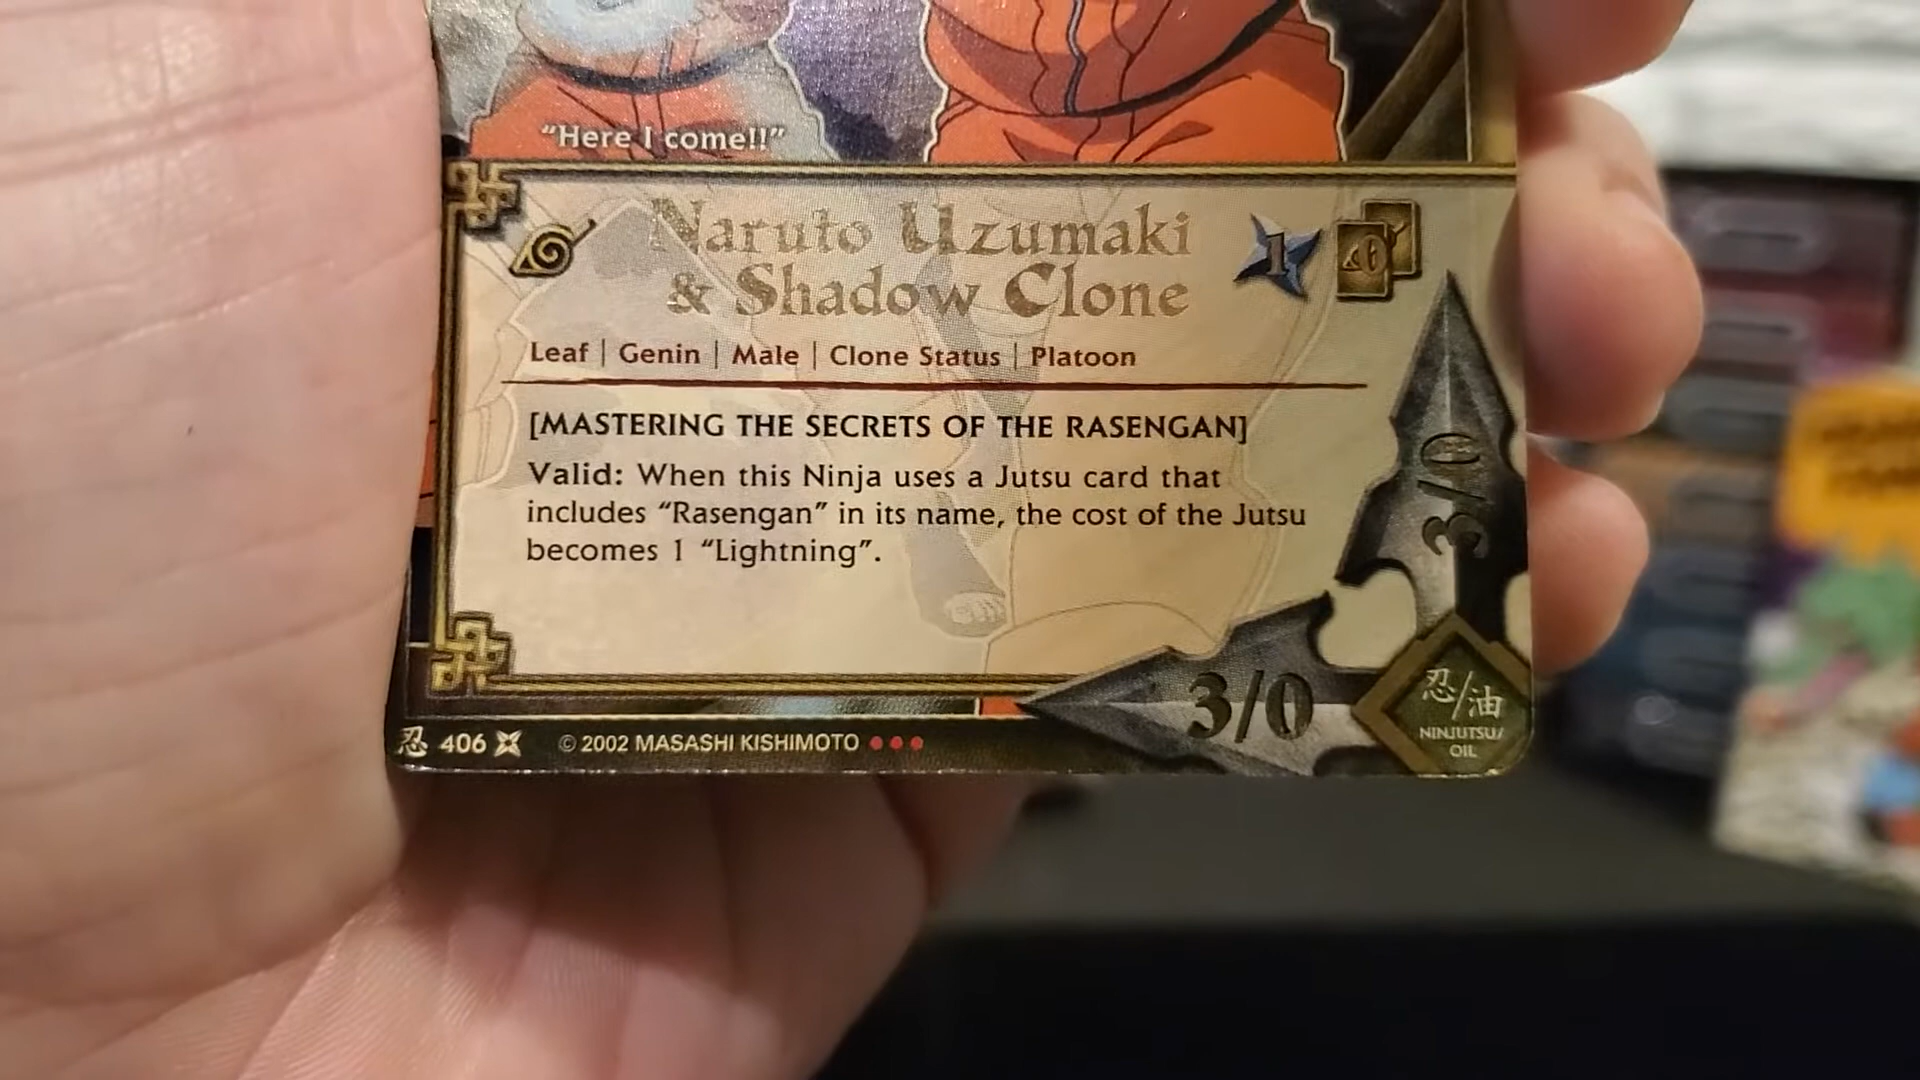 “Here I come!!”
Naruto Uzumaki
& Shadow Clone
1
0
Leaf | Genin | Male | Clone Status | Platoon
[MASTERING THE SECRETS OF THE RASENGAN]
Valid: When this Ninja uses a Jutsu card that
includes “Rasengan” in its name, the cost of the Jutsu
becomes 1 “Lightning”.
3/0
3/0
忍/油
NINJUTSU/
OIL
忍 406
© 2002 MASASHI KISHIMOTO